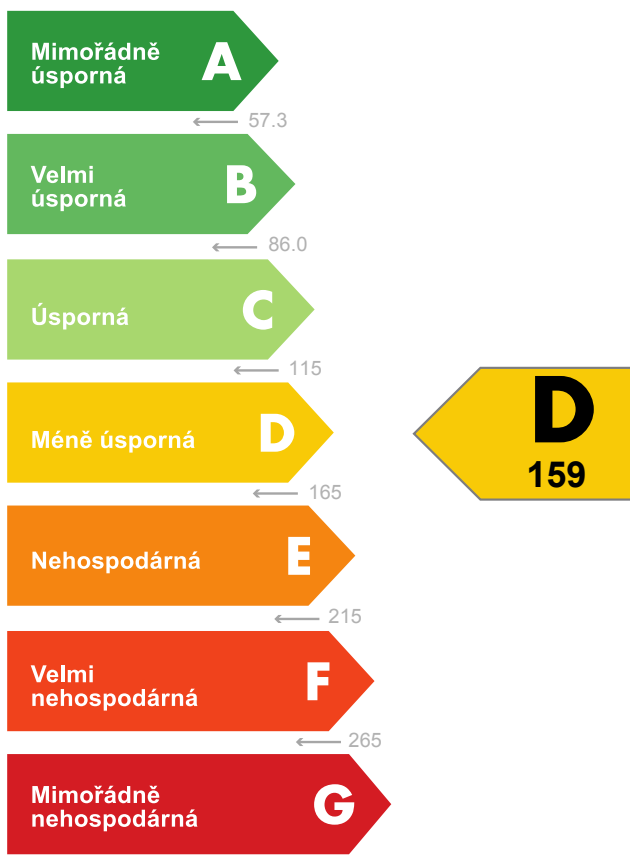 Mimořádně
úsporná
A
← 57.3
Velmi
úsporná
B
← 86.0
Úsporná
C
← 115
Méně úsporná
D
D
159
← 165
Nehospodárná
E
← 215
Velmi
nehospodárná
F
← 265
Mimořádně
nehospodárná
G